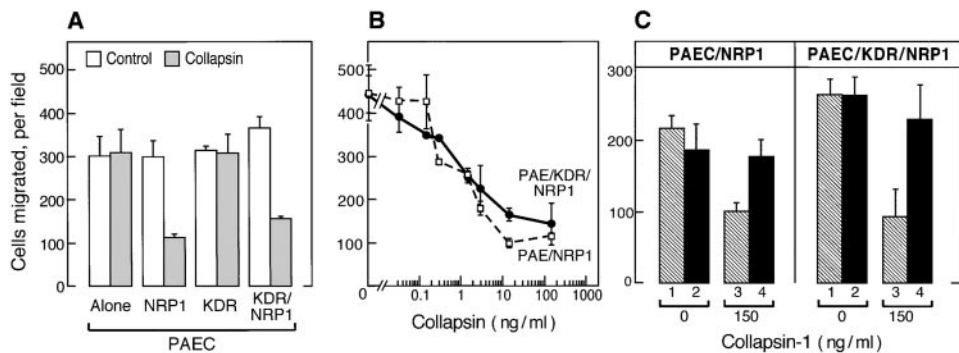 A
Control
Collapsin
Cells migrated, per field
500
400
300
200
100
0
Alone
NRP1
KDR
KDR/
NRP1
PAEC
B
500
400
300
200
100
PAE/KDR/
NRP1
PAE/NRP1
0
0.1
1
10
100
1000
Collapsin (ng/ml)
C
PAEC/NRP1
PAEC/KDR/NRP1
300
200
100
0
1 2 3 4 1 2 3 4
0 150 0 150
Collapsin-1 (ng/ml)